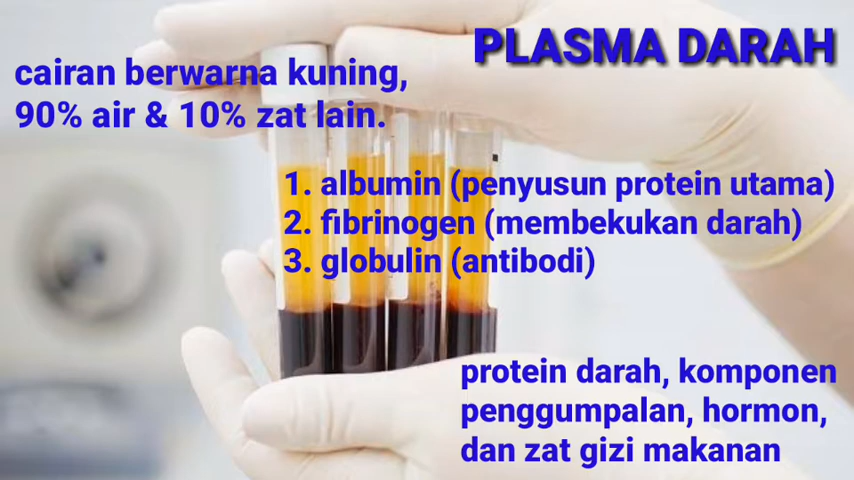 PLASMA DARAH
cairan berwarna kuning,
90% air & 10% zat lain.
1. albumin (penyusun protein utama)
2. fibrinogen (membekukan darah)
3. globulin (antibodi)
protein darah, komponen
penggumpalan, hormon,
dan zat gizi makanan